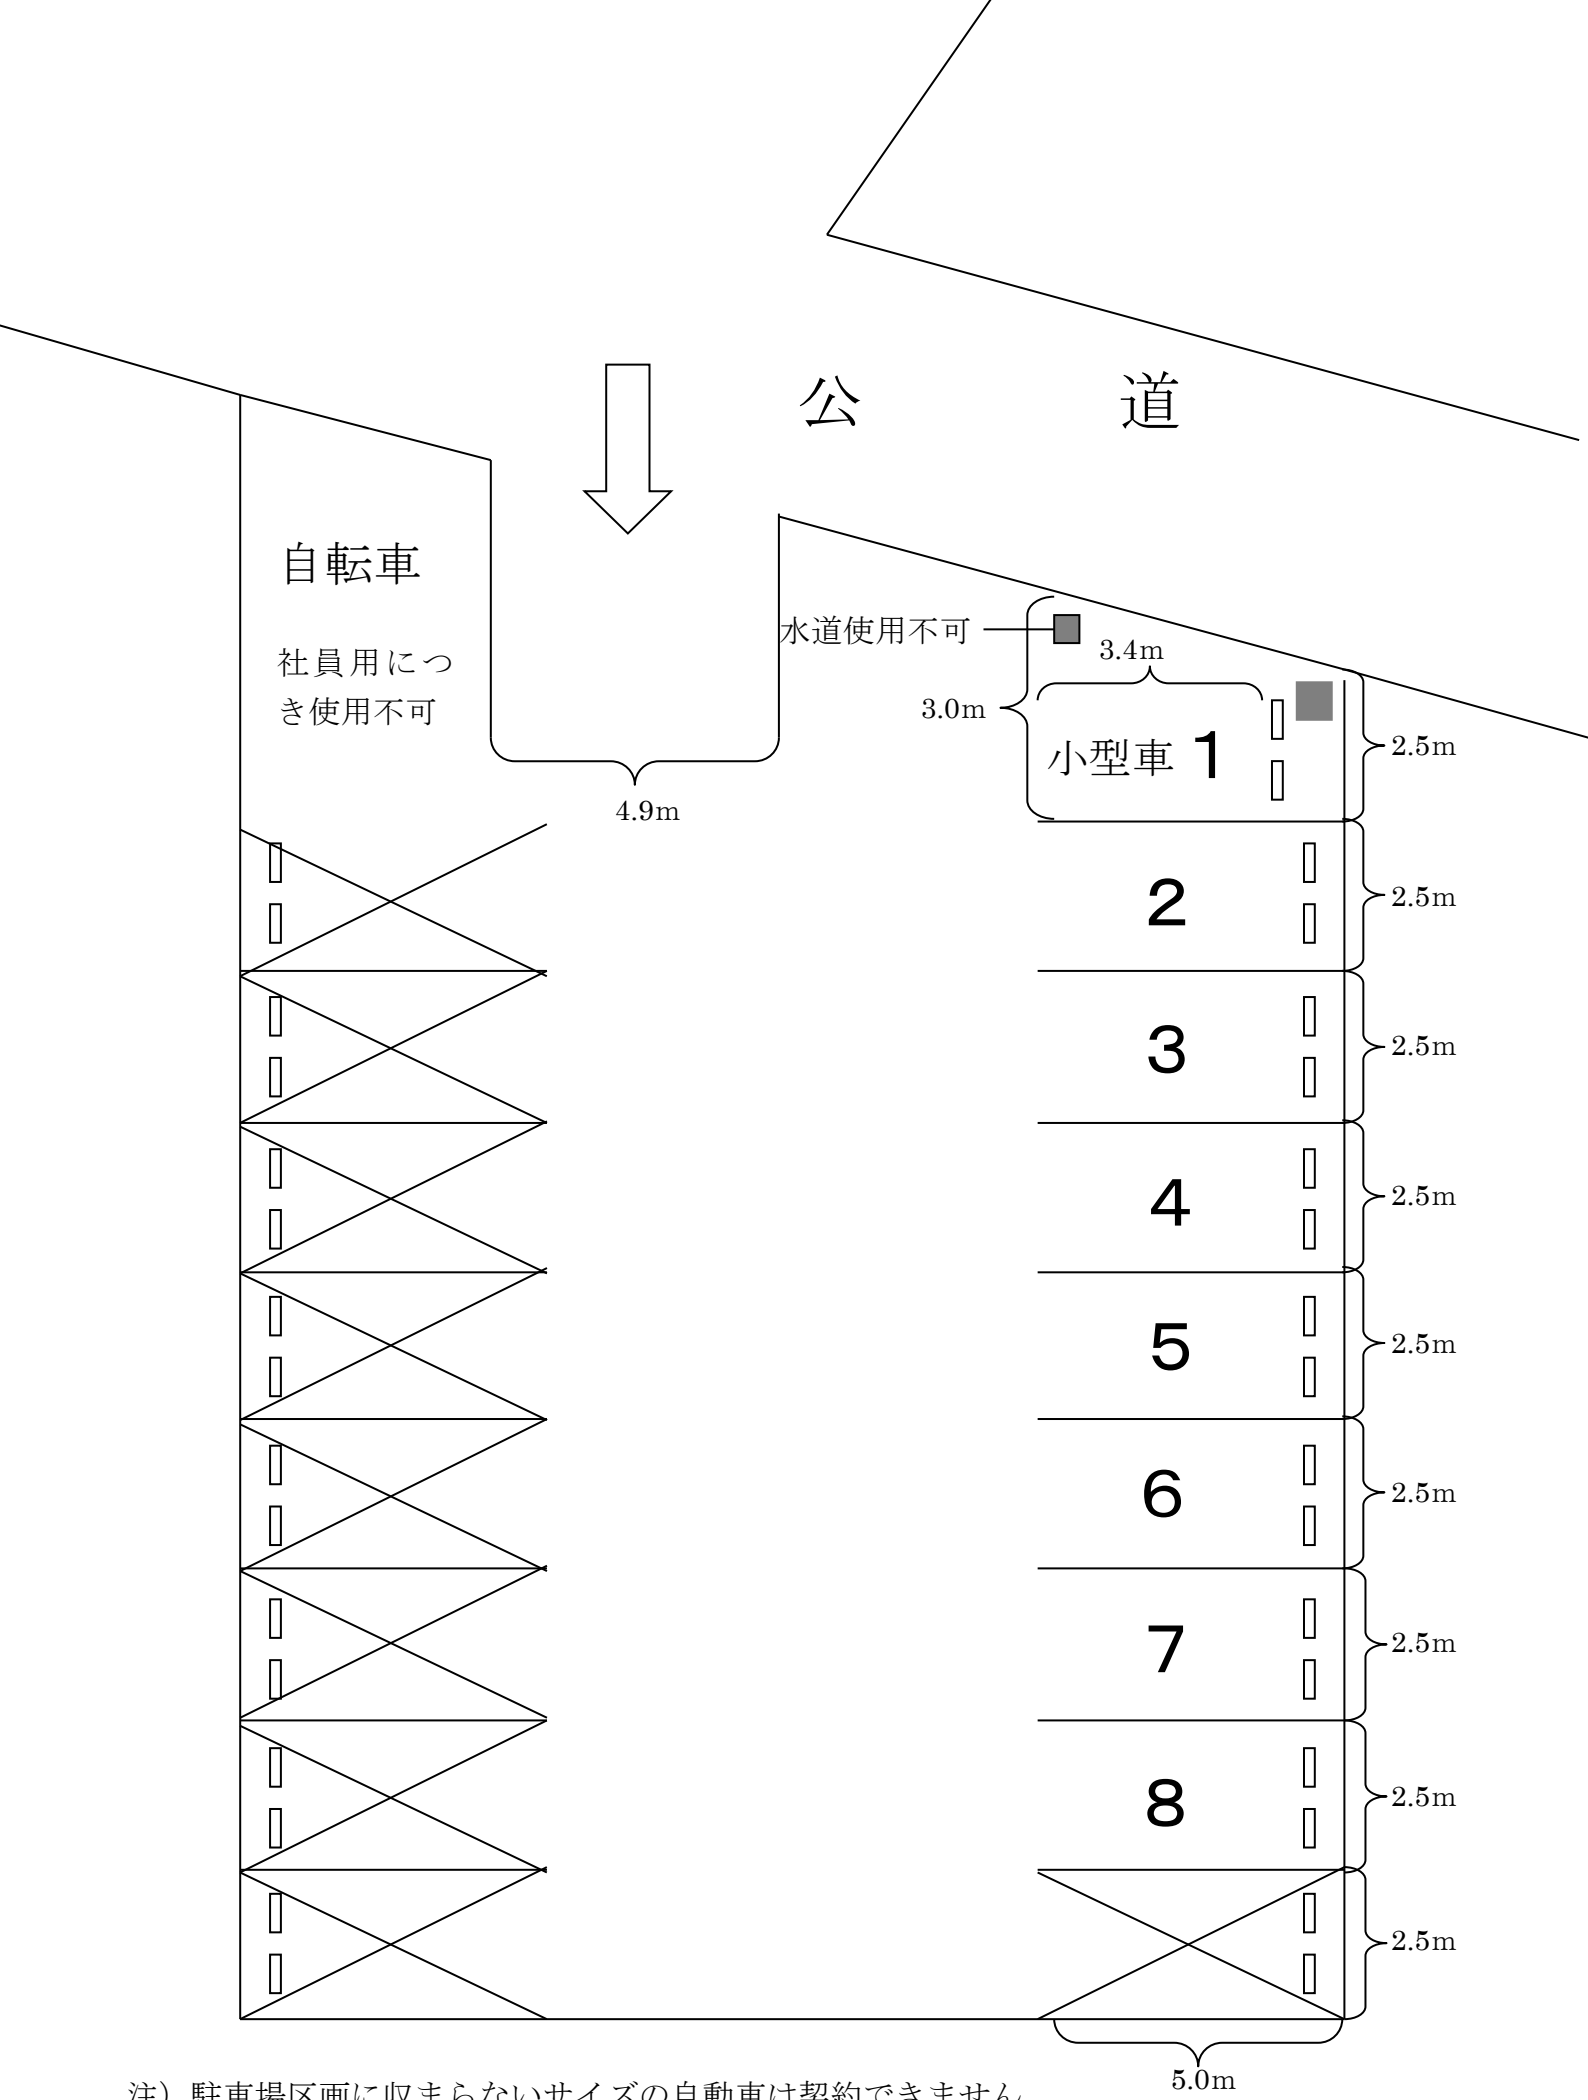 公 道
自転車
社員用につ
き使用不可
水道使用不可
3.4m
3.0m
小型車 1
2.5m
4.9m
2
2.5m
3
2.5m
4
2.5m
5
2.5m
6
2.5m
7
2.5m
8
2.5m
2.5m
5.0m
注）駐車場区画に収まらないサイズの自動車は契約できません